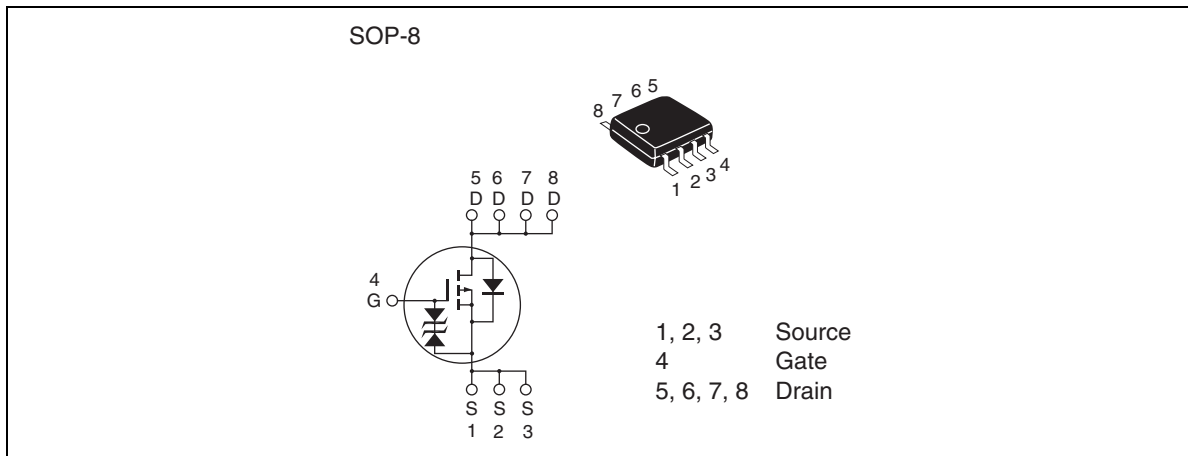 SOP-8
8 7 6 5
1 2 3 4
5 6 7 8
D D D D
4
G
S S S
1 2 3
1, 2, 3 Source
4 Gate
5, 6, 7, 8 Drain